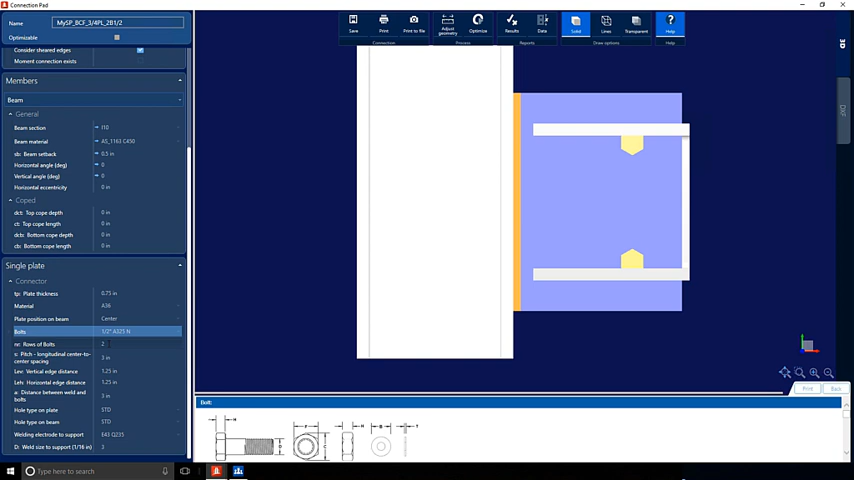 Connection Pad
Name MySP_BCF_3/4PL_2B1/2
Optimizable
Consider sheared edges
Moment connection exists
Members
Beam
General
Beam section I10
Beam material A5_1163 C450
sb: Beam setback 0.5 in
Horizontal angle (deg) 0
Vertical angle (deg) 0
Horizontal eccentricity 0 in
Coped
dct: Top cope depth 0 in
ct: Top cope length 0 in
dcb: Bottom cope depth 0 in
cb: Bottom cope length 0 in
Single plate
Connector
tp: Plate thickness 0.75 in
Material A36
Plate position on beam Center
Bolts 1/2" A325 N
nr: Rows of Bolts 2
s: Pitch - longitudinal center-to-
center spacing 3 in
Lev: Vertical edge distance 1.25 in
Leh: Horizontal edge distance 1.25 in
a: Distance between weld and
bolts 3 in
Hole type on plate STD
Hole type on beam STD
Welding electrode to support E43 Q235
D: Weld size to support (1/16 in) 3
Save Print Print to file Adjust geometry Optimize Results Data Solid Lines Transparent Help
Connection Process Reports Draw options Help
3D
DXF
Print Back
Bolt:
H F H B T
C D
Type here to search